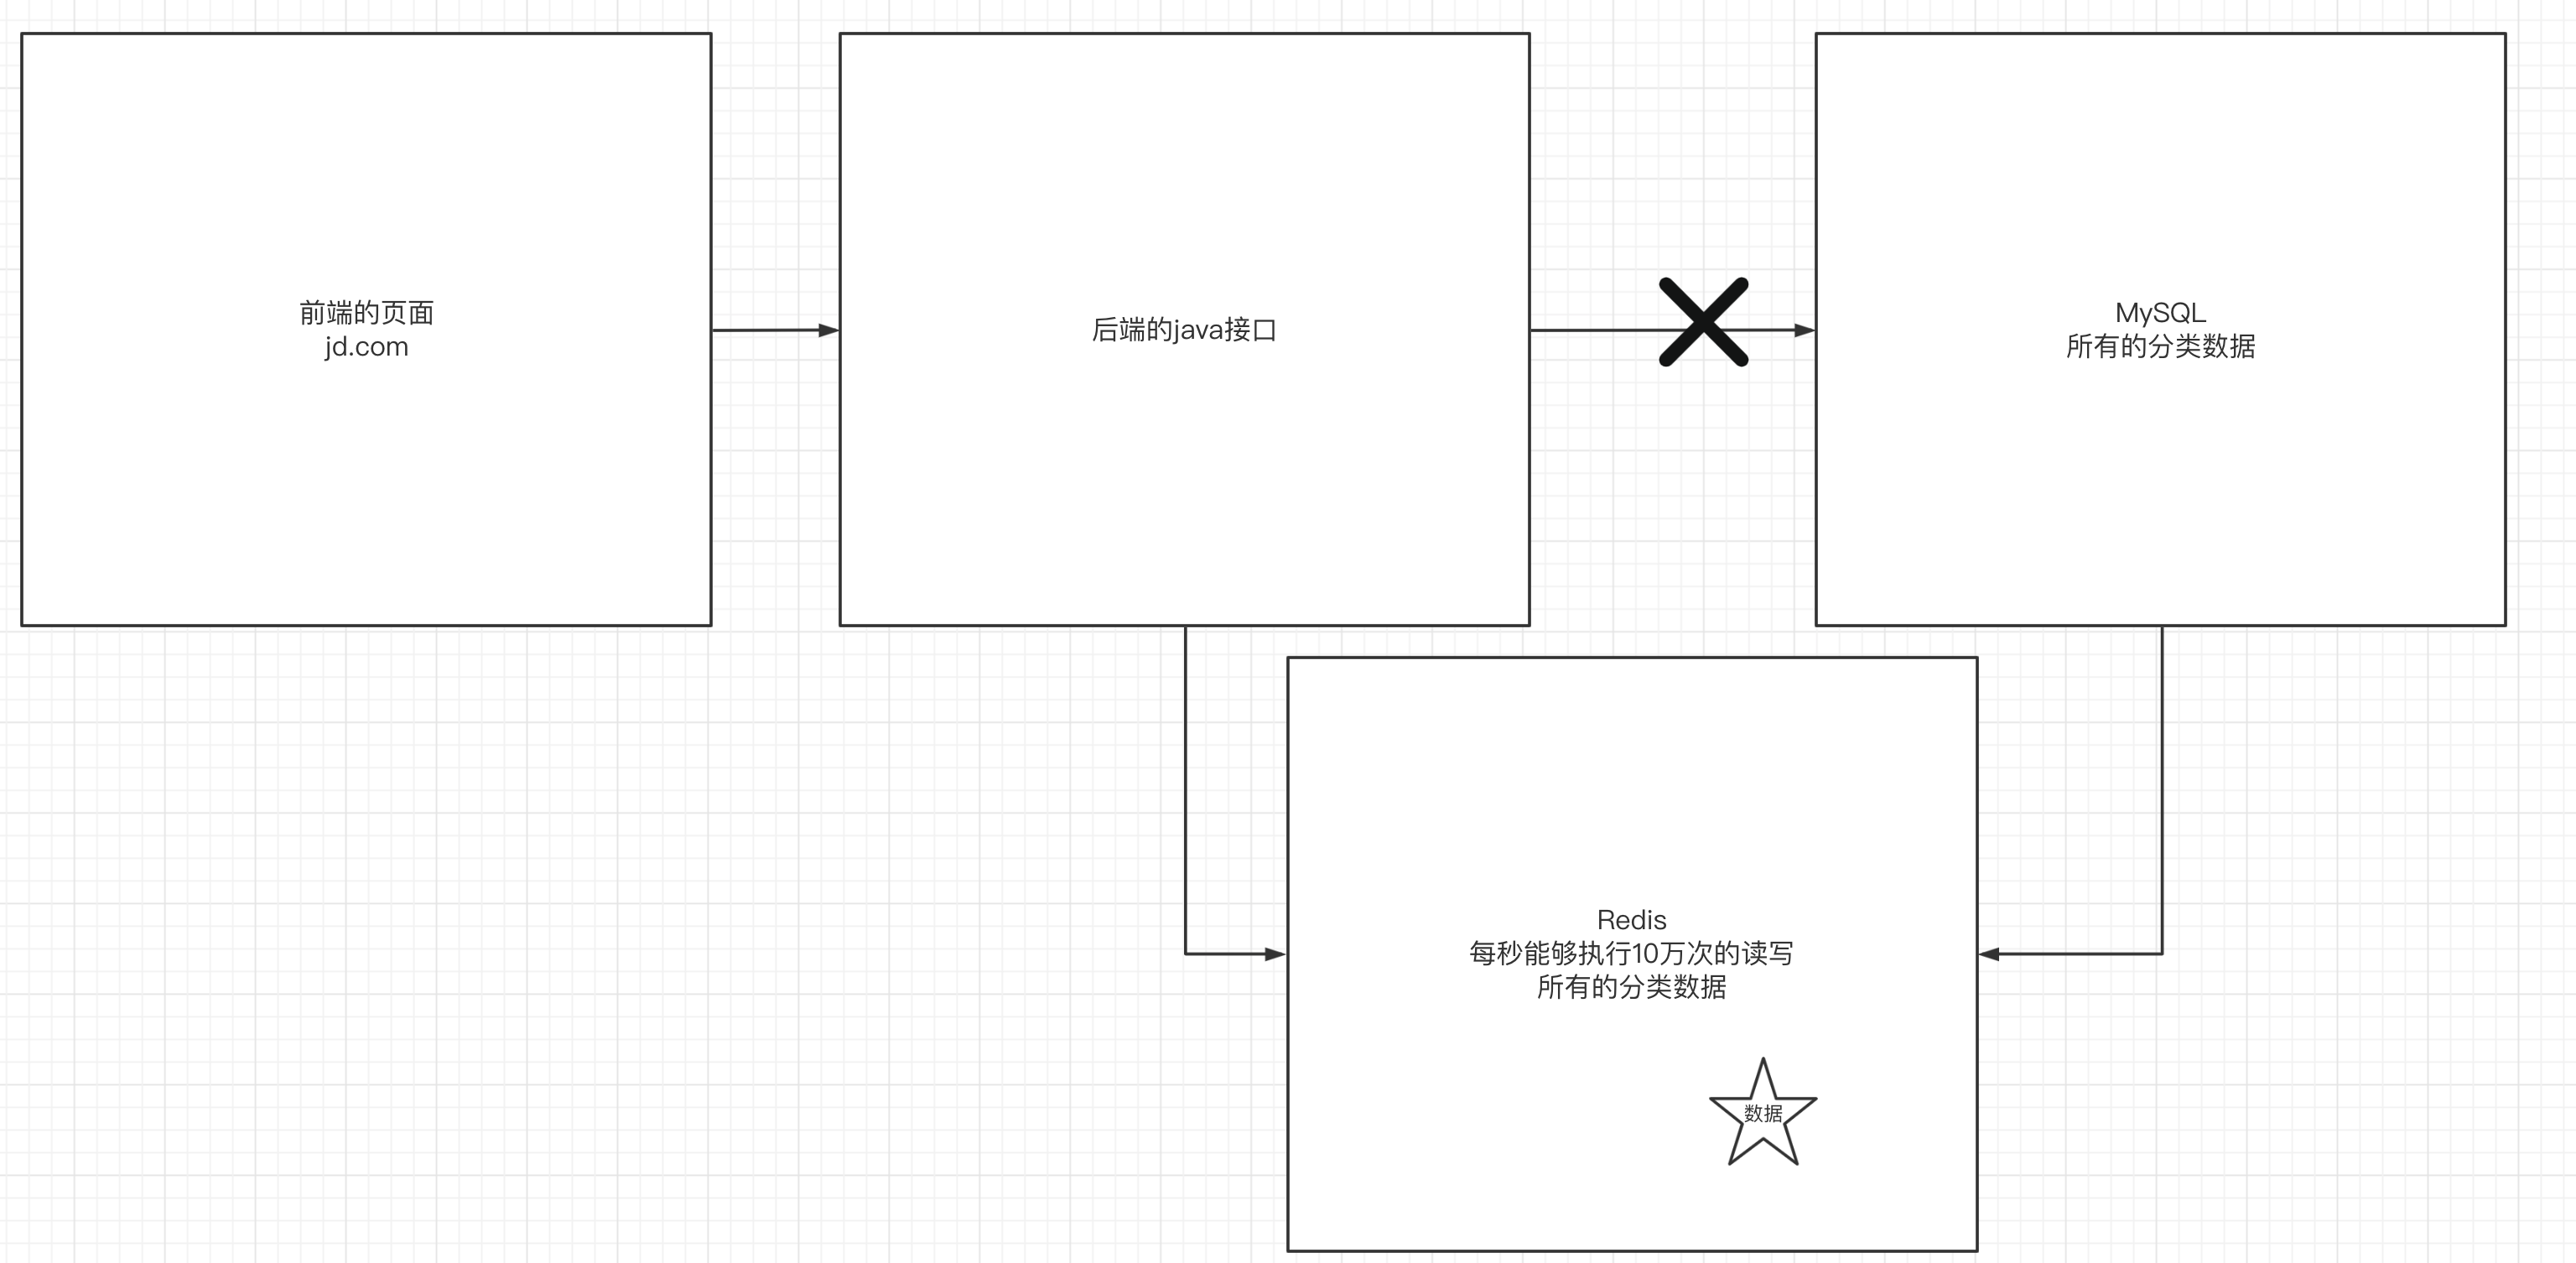 前端的页面
jd.com
后端的java接口
MySQL
所有的分类数据
Redis
每秒能够执行10万次的读写
所有的分类数据
数据